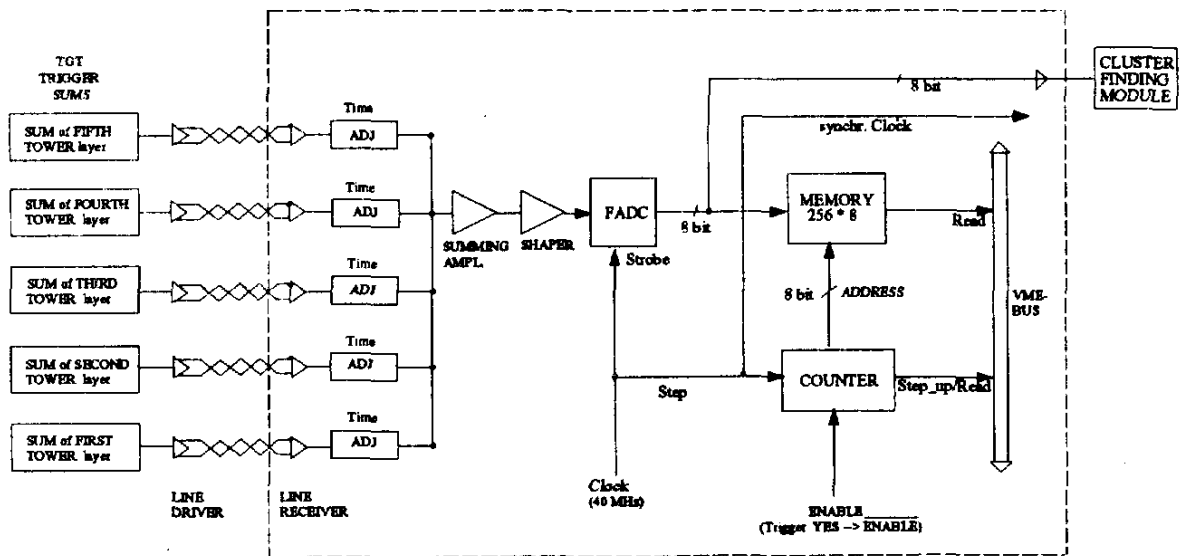 TGT
TRIGGER
SUMS
SUM of FIFTH
TOWER layer
SUM of FOURTH
TOWER layer
SUM of THIRD
TOWER layer
SUM of SECOND
TOWER layer
SUM of FIRST
TOWER layer
LINE
DRIVER
LINE
RECEIVER
Time
ADJ
Time
ADJ
Time
ADJ
Time
ADJ
Time
ADJ
SUMMING
AMPL.
SHAPER
FADC
Strobe
8 bit
Clock
(40 MHz)
Step
8 bit
synchr. Clock
MEMORY
256 * 8
Read
8 bit
ADDRESS
COUNTER
Step_up/Read
ENABLE
(Trigger YES --> ENABLE)
VME-
BUS
CLUSTER
FINDING
MODULE